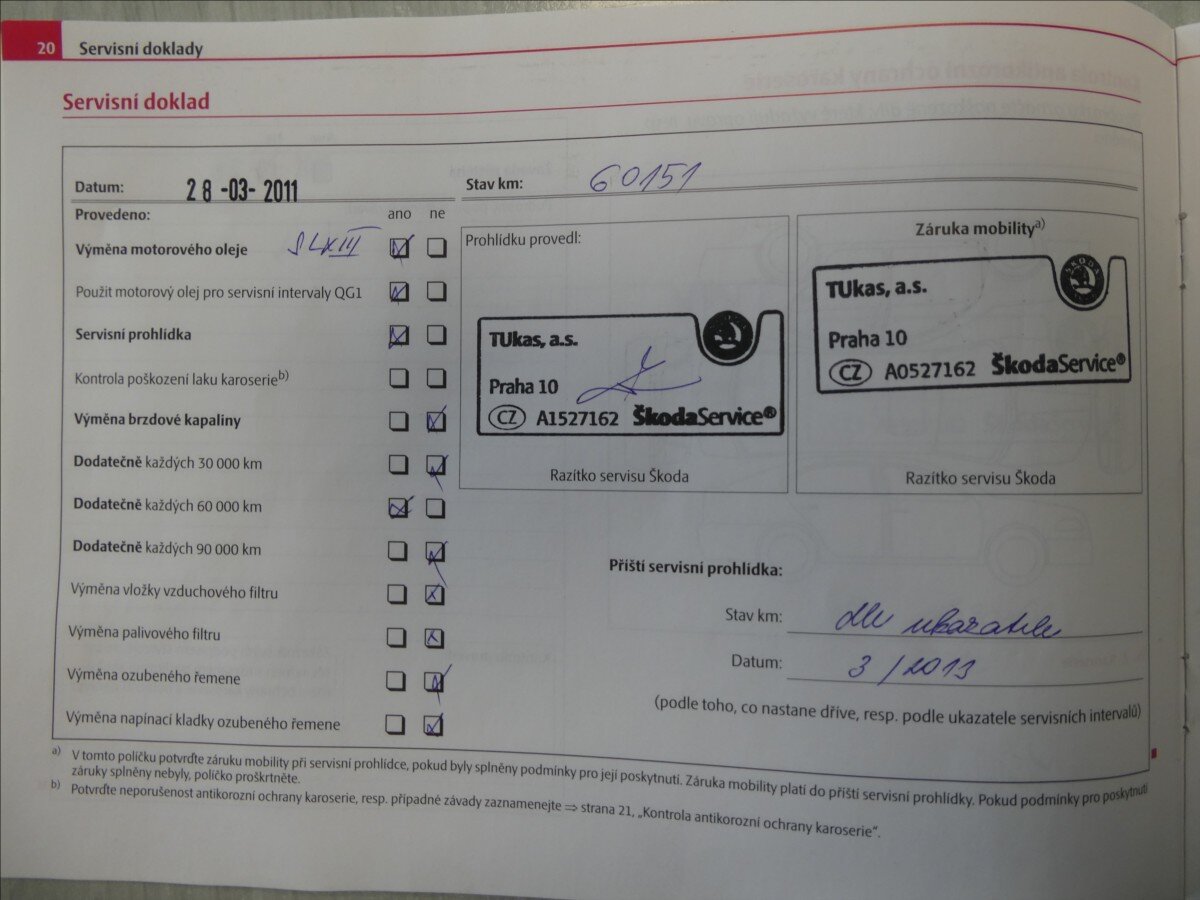 20 Servisní doklady
Servisní doklad
Datum: 28 -03- 2011
Stav km: 60151
Provedeno: ano ne
Výměna motorového oleje SLXIII
Použit motorový olej pro servisní intervaly QG1
Servisní prohlídka
Kontrola poškození laku karoserie b)
Výměna brzdové kapaliny
Dodatečně každých 30 000 km
Dodatečně každých 60 000 km
Dodatečně každých 90 000 km
Výměna vložky vzduchového filtru
Výměna palivového filtru
Výměna ozubeného řemene
Výměna napínací kladky ozubeného řemene
Prohlídku provedl:
TUkas, a.s.
Praha 10
CZ A1527162 ŠkodaService®
Razítko servisu Škoda
Záruka mobility a)
ŠKODA
TUkas, a.s.
Praha 10
CZ A0527162 ŠkodaService®
Razítko servisu Škoda
Příští servisní prohlídka:
Stav km: dle ukazatele
Datum: 3/2013
(podle toho, co nastane dříve, resp. podle ukazatele servisních intervalů)
a) V tomto políčku potvrďte záruku mobility při servisní prohlídce, pokud byly splněny podmínky pro její poskytnutí. Záruka mobility platí do příští servisní prohlídky. Pokud podmínky pro poskytnutí
záruky splněny nebyly, políčko proškrtněte.
b) Potvrďte neporušenost antikorozní ochrany karoserie, resp. případné závady zaznamenejte ⇒ strana 21, „Kontrola antikorozní ochrany karoserie“.